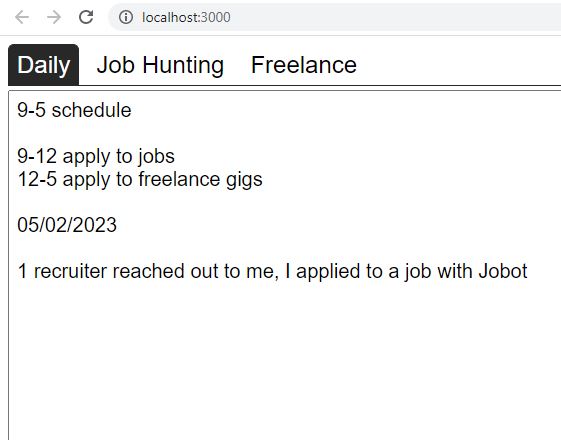 localhost:3000
Daily Job Hunting Freelance
9-5 schedule
9-12 apply to jobs
12-5 apply to freelance gigs
05/02/2023
1 recruiter reached out to me, I applied to a job with Jobot